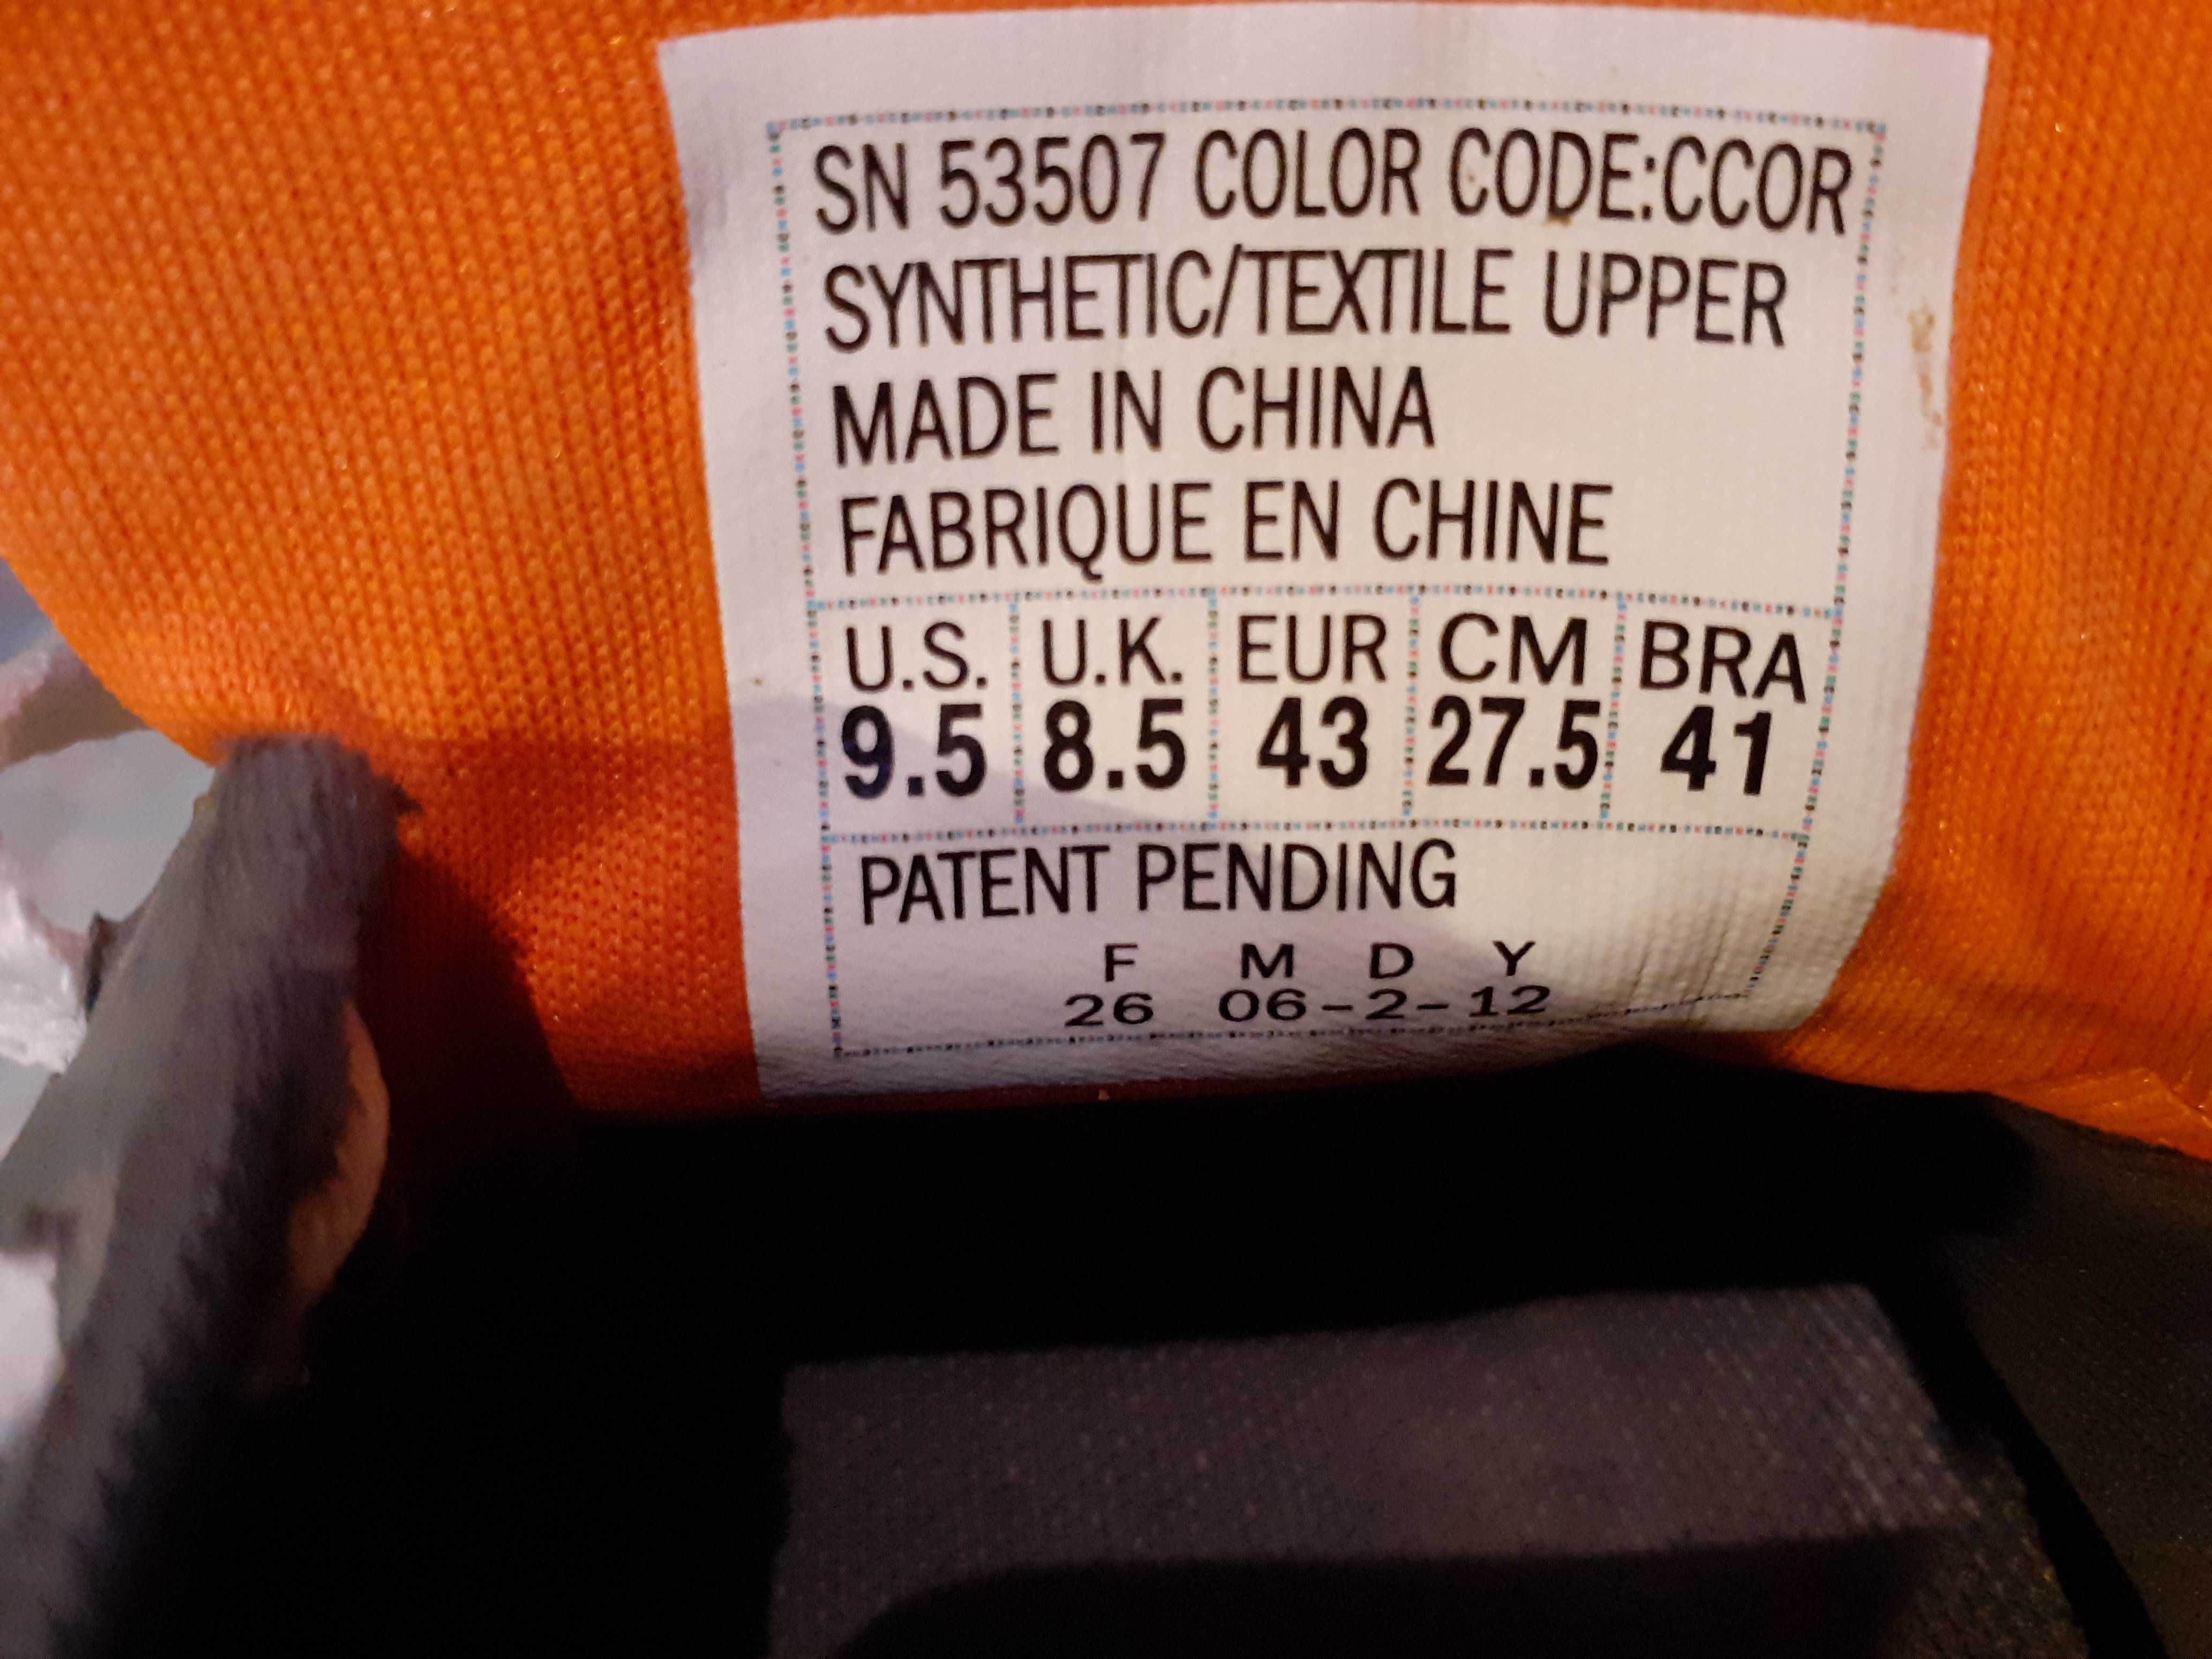 SN 53507 COLOR CODE:CCOR
SYNTHETIC/TEXTILE UPPER
MADE IN CHINA
FABRIQUE EN CHINE
U.S. U.K. EUR CM BRA
9.5 8.5 43 27.5 41
PATENT PENDING
F M D Y
26 06-2-12